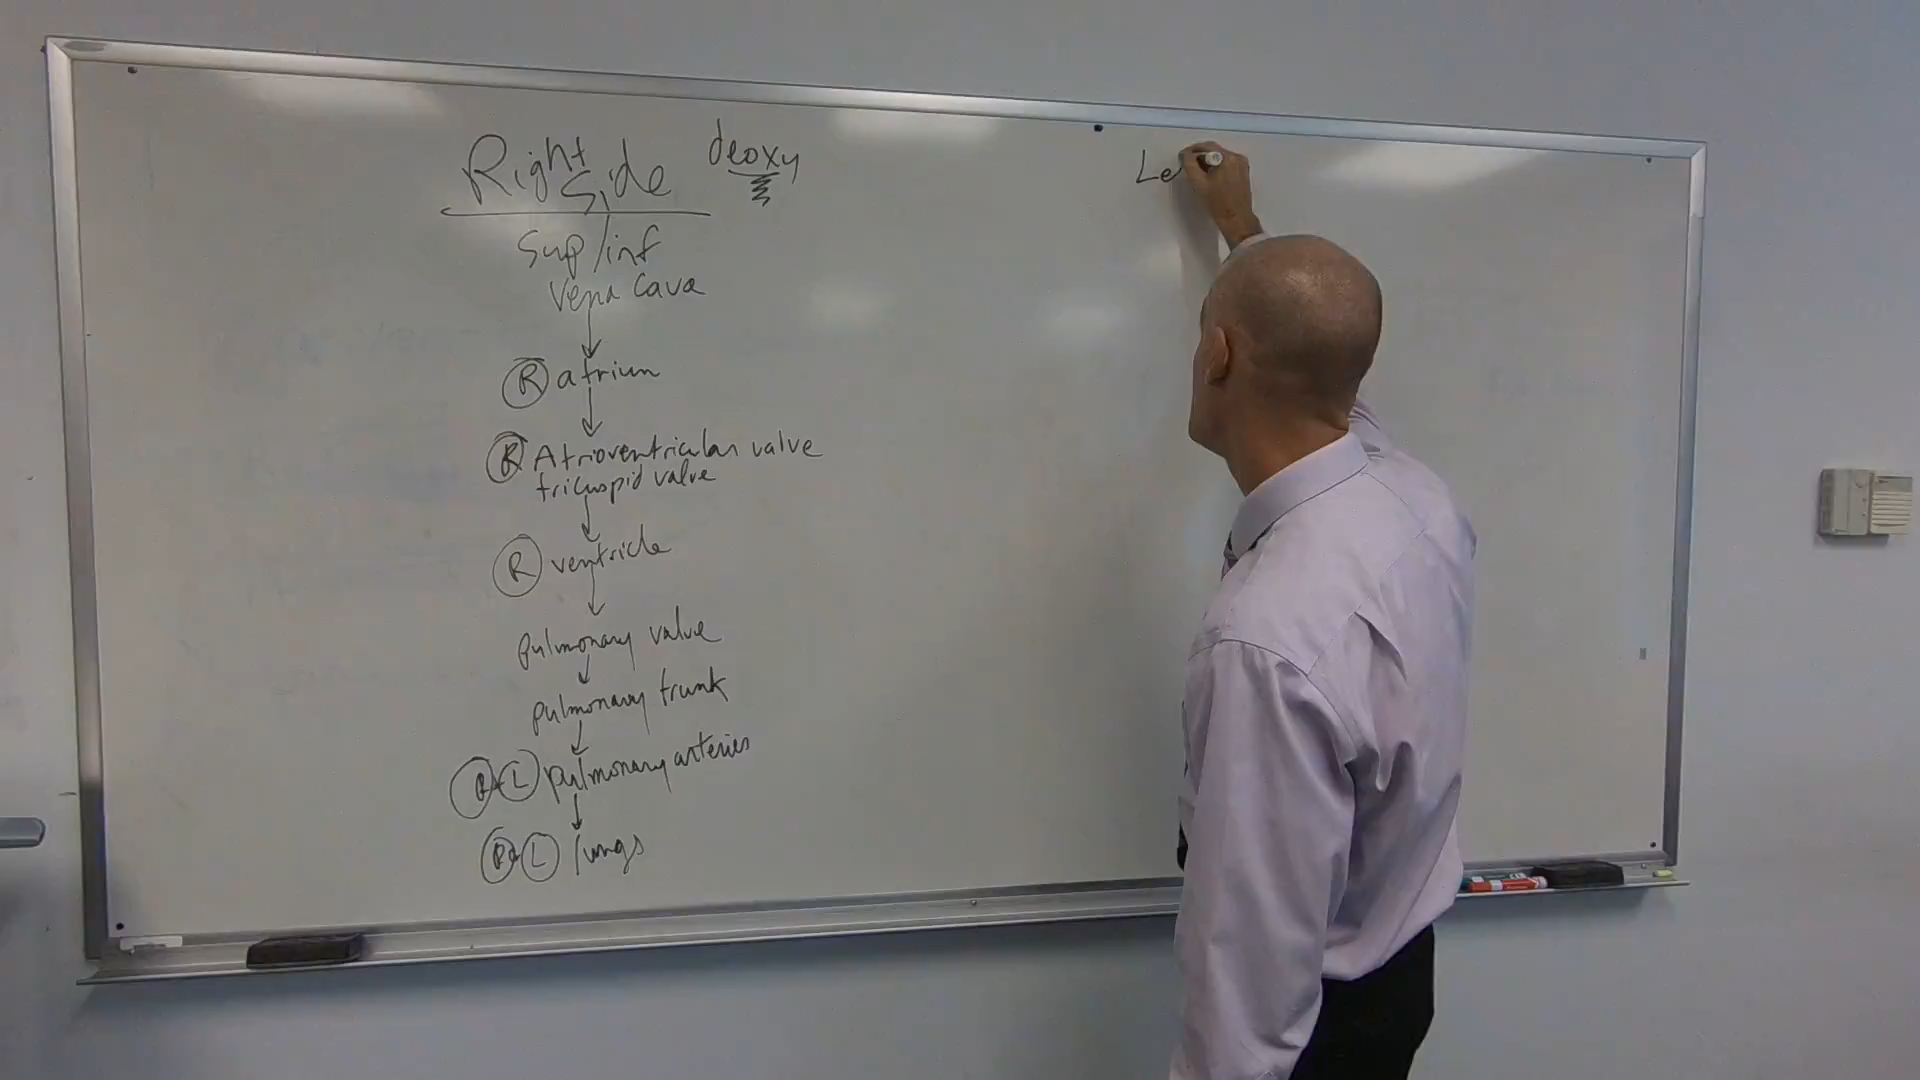 Right Side deoxy
sup/inf
vena cava
R atrium
R Atrioventricular valve
tricuspid valve
R ventricle
pulmonary valve
pulmonary trunk
R+L pulmonary arteries
R+L lungs
Le